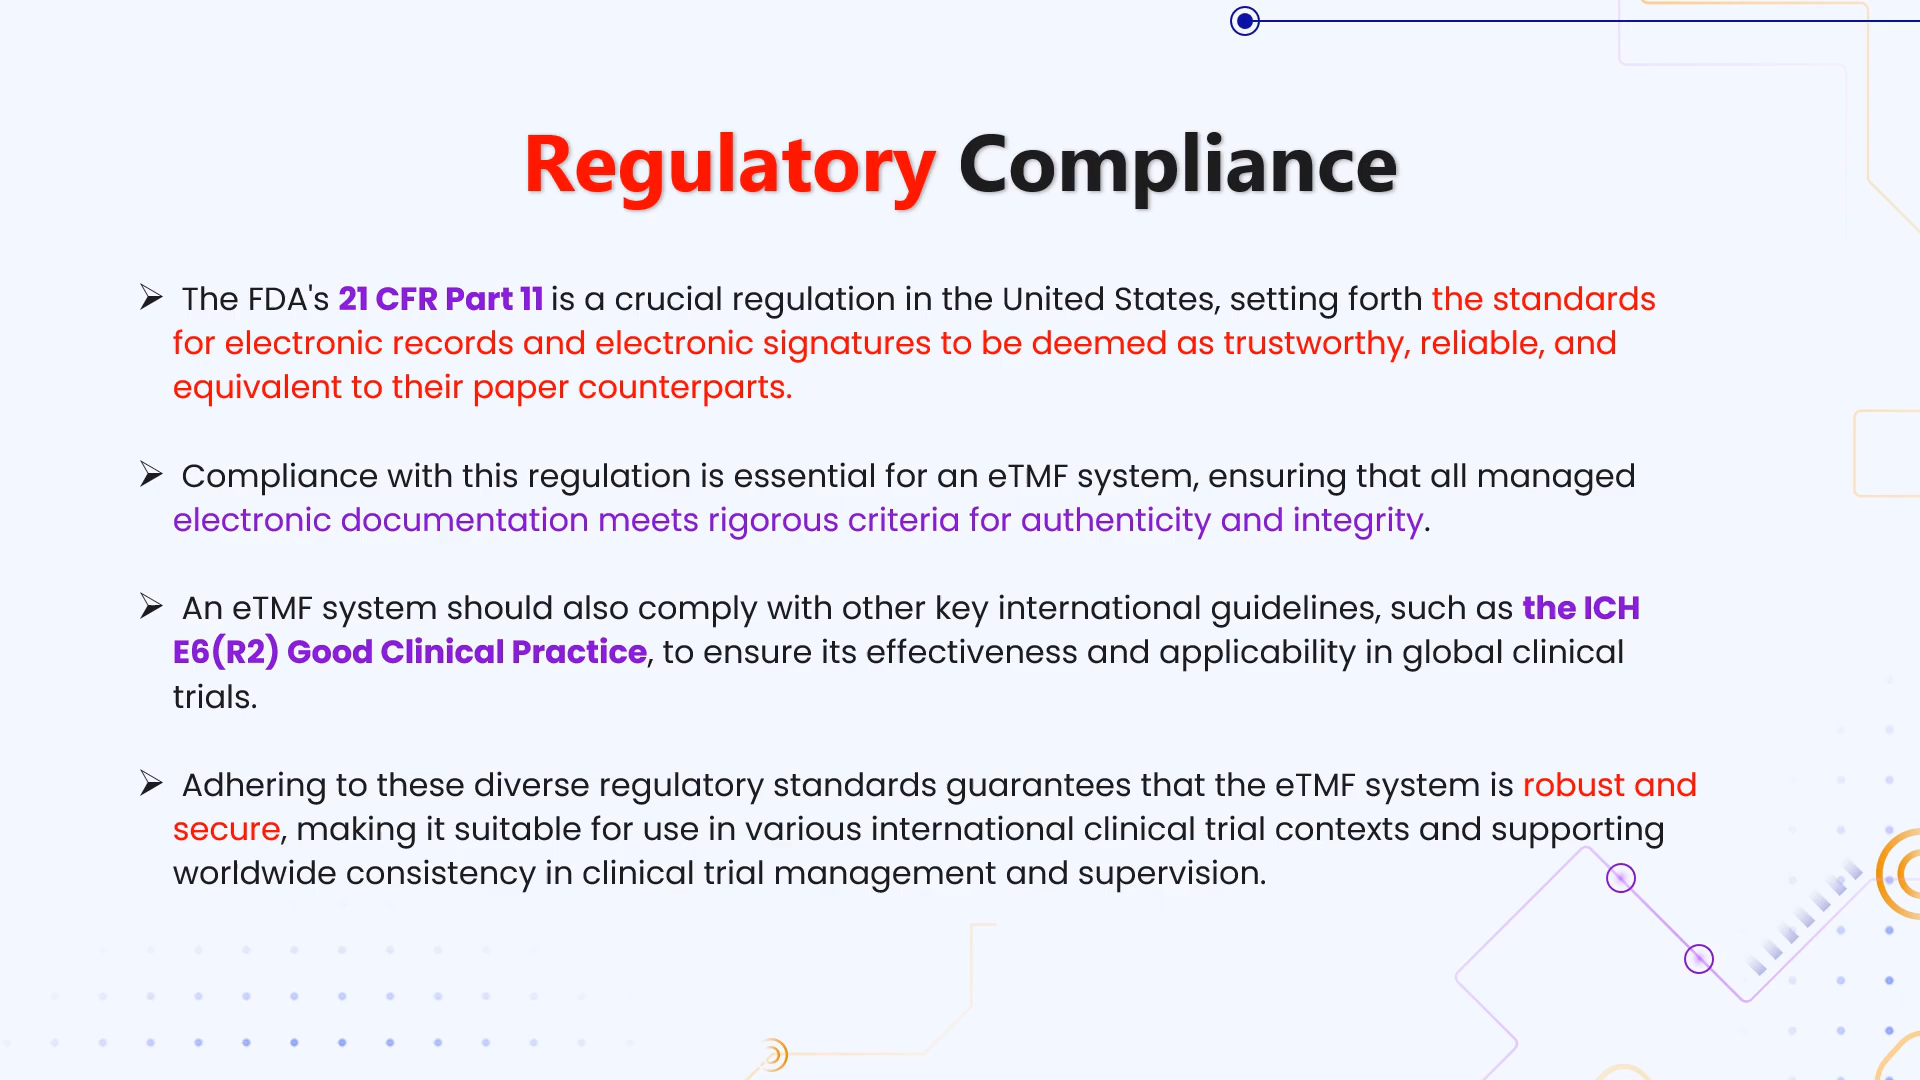 Regulatory Compliance
➢ The FDA's 21 CFR Part 11 is a crucial regulation in the United States, setting forth the standards
for electronic records and electronic signatures to be deemed as trustworthy, reliable, and
equivalent to their paper counterparts.
➢ Compliance with this regulation is essential for an eTMF system, ensuring that all managed
electronic documentation meets rigorous criteria for authenticity and integrity.
➢ An eTMF system should also comply with other key international guidelines, such as the ICH
E6(R2) Good Clinical Practice, to ensure its effectiveness and applicability in global clinical
trials.
➢ Adhering to these diverse regulatory standards guarantees that the eTMF system is robust and
secure, making it suitable for use in various international clinical trial contexts and supporting
worldwide consistency in clinical trial management and supervision.